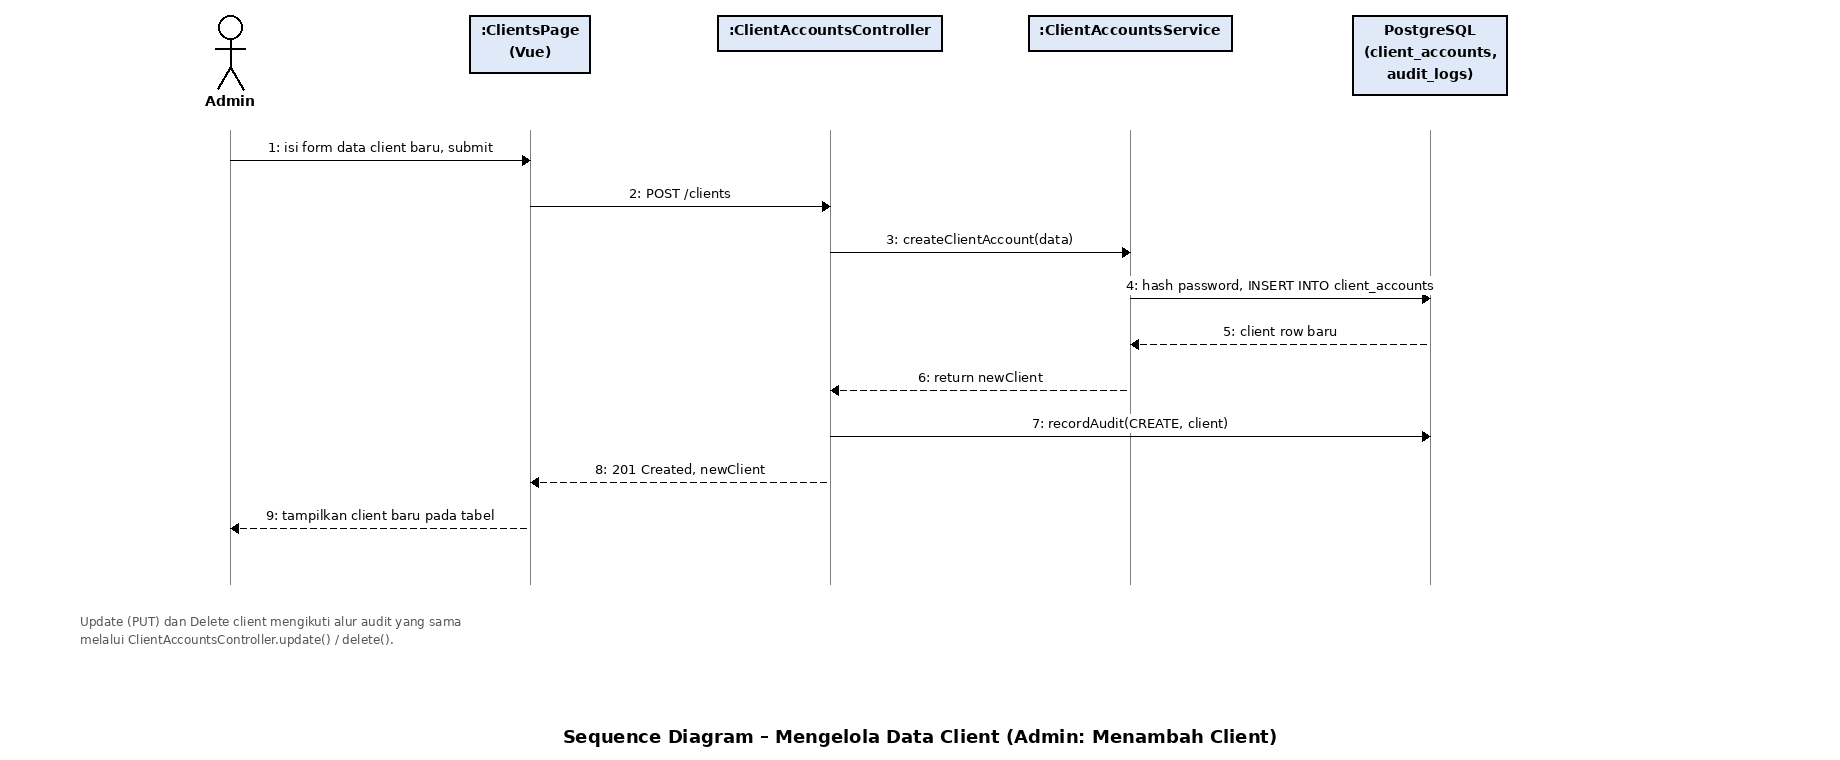 Admin
:ClientsPage
(Vue)
:ClientAccountsController
:ClientAccountsService
PostgreSQL
(client_accounts,
audit_logs)
1: isi form data client baru, submit
2: POST /clients
3: createClientAccount(data)
4: hash password, INSERT INTO client_accounts
5: client row baru
6: return newClient
7: recordAudit(CREATE, client)
8: 201 Created, newClient
9: tampilkan client baru pada tabel
Update (PUT) dan Delete client mengikuti alur audit yang sama
melalui ClientAccountsController.update() / delete().
Sequence Diagram – Mengelola Data Client (Admin: Menambah Client)